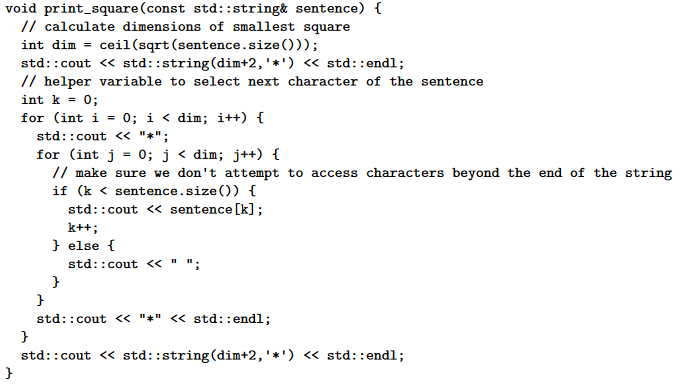 void print_square(const std::string& sentence) {
  // calculate dimensions of smallest square
  int dim = ceil(sqrt(sentence.size()));
  std::cout << std::string(dim+2,'*') << std::endl;
  // helper variable to select next character of the sentence
  int k = 0;
  for (int i = 0; i < dim; i++) {
    std::cout << "*";
    for (int j = 0; j < dim; j++) {
      // make sure we don't attempt to access characters beyond the end of the string
      if (k < sentence.size()) {
        std::cout << sentence[k];
        k++;
      } else {
        std::cout << " ";
      }
    }
    std::cout << "*" << std::endl;
  }
  std::cout << std::string(dim+2,'*') << std::endl;
}